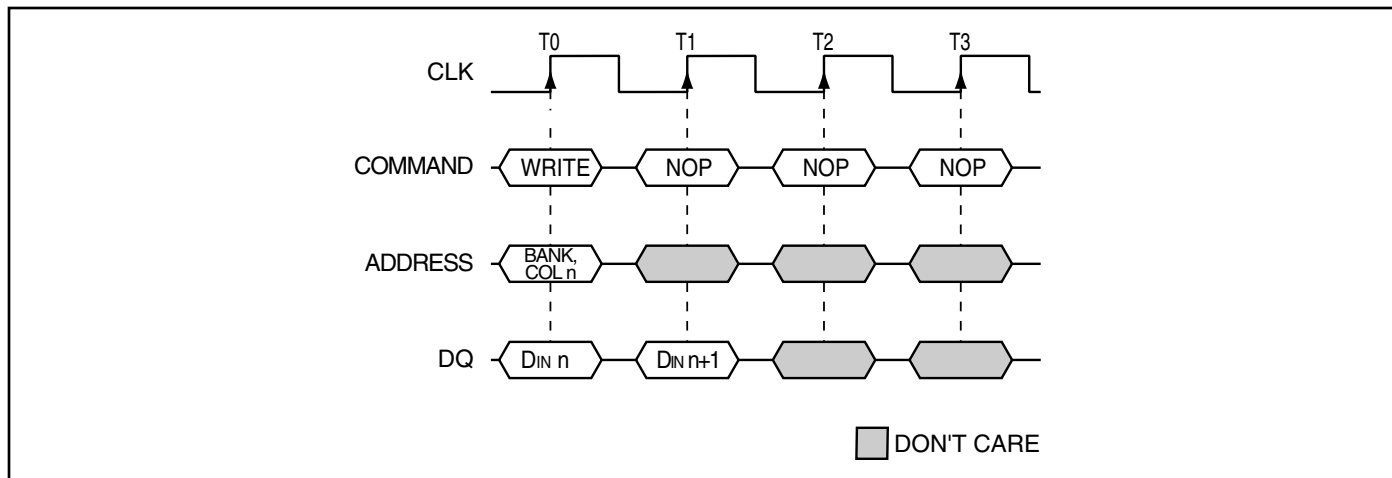 T0 T1 T2 T3
CLK
COMMAND WRITE NOP NOP NOP
ADDRESS BANK,
COL n
DQ DIN n DIN n+1
DON'T CARE